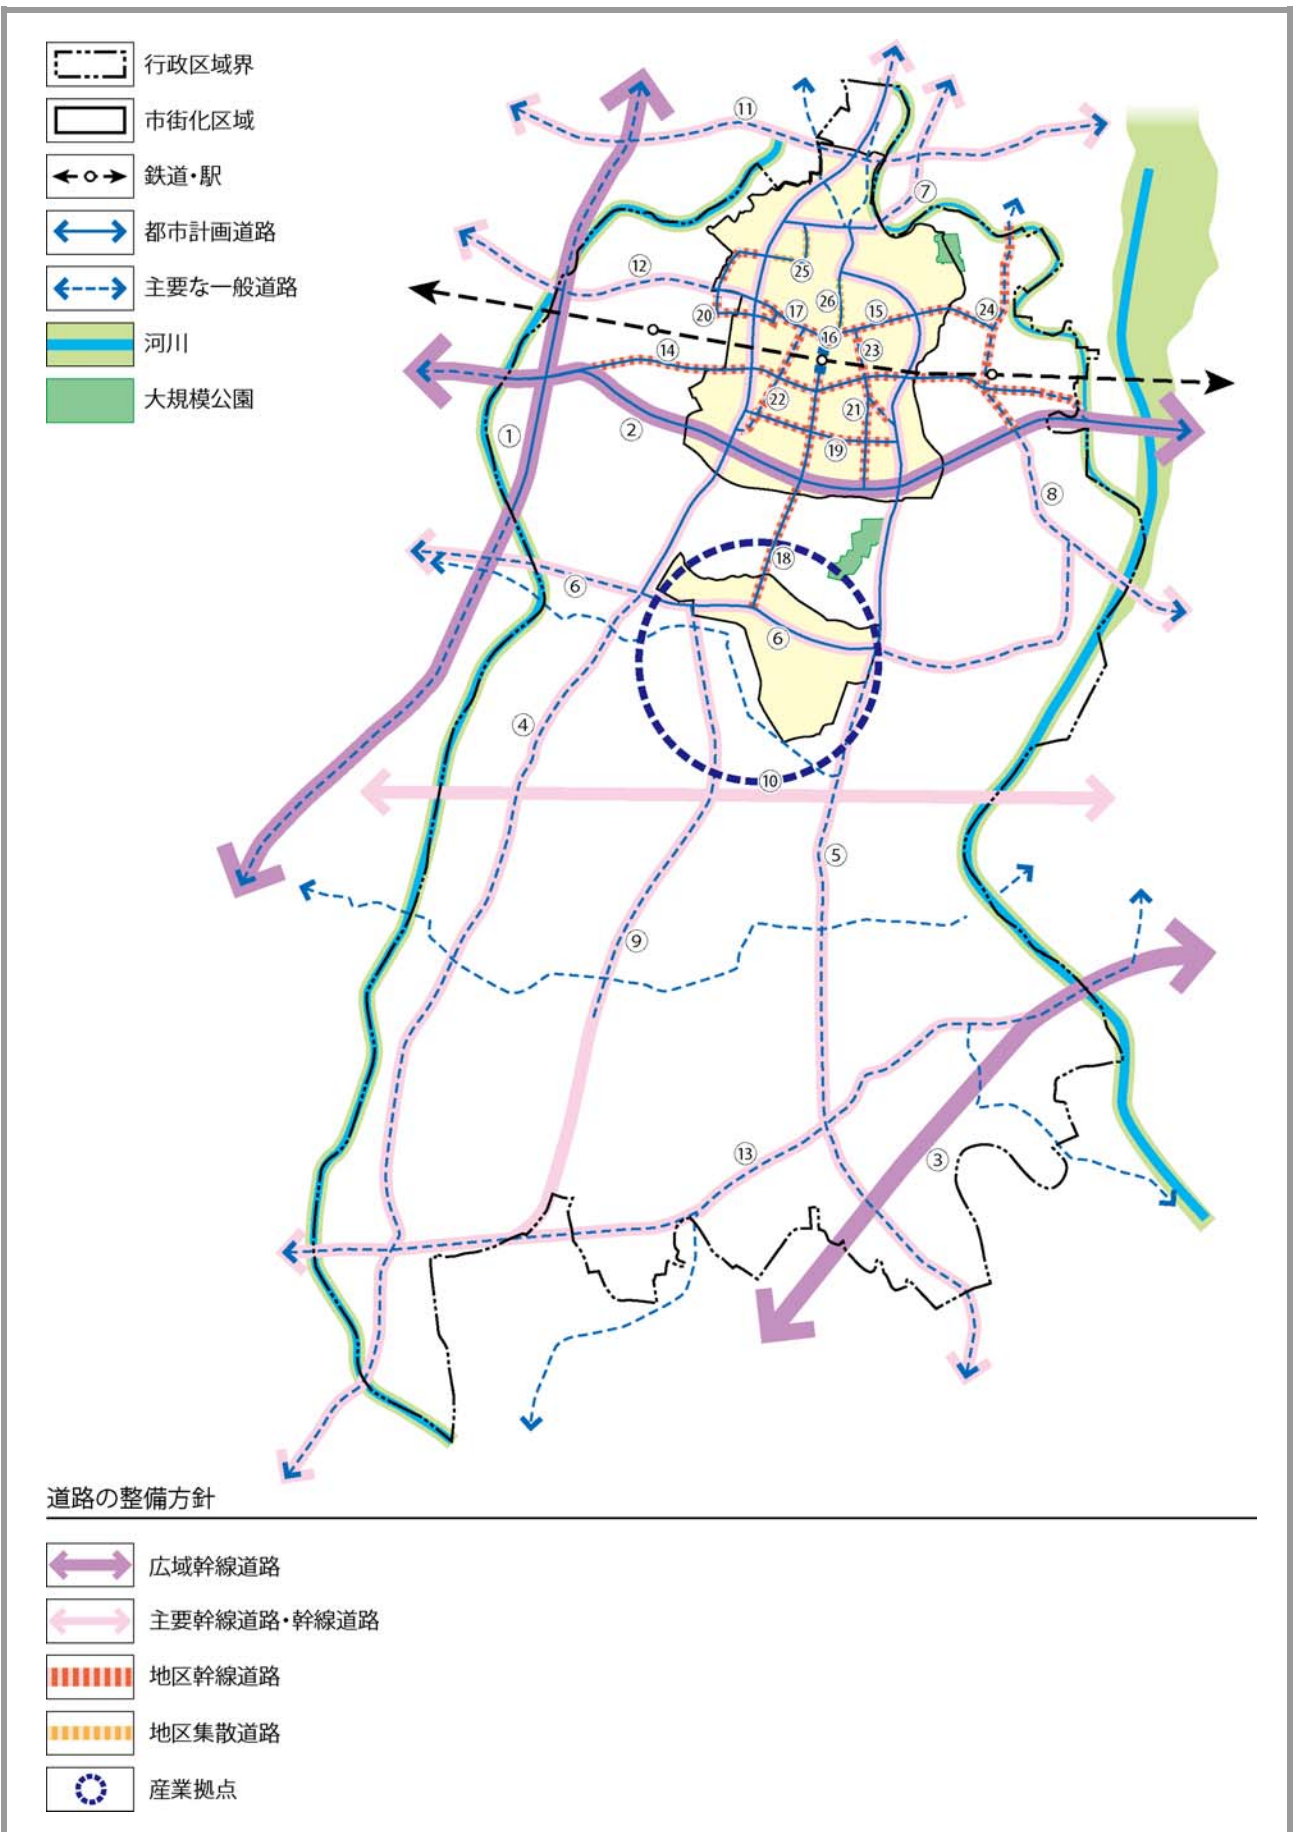 行政区域界
市街化区域
鉄道・駅
都市計画道路
主要な一般道路
河川
大規模公園
⑪
⑦
⑫
㉕
㉖
⑳
⑰
⑮
㉔
⑯
⑭
㉓
㉒
㉑
①
②
⑲
⑧
⑱
⑥
⑥
④
⑩
⑤
⑨
⑬
③
道路の整備方針
広域幹線道路
主要幹線道路・幹線道路
地区幹線道路
地区集散道路
産業拠点